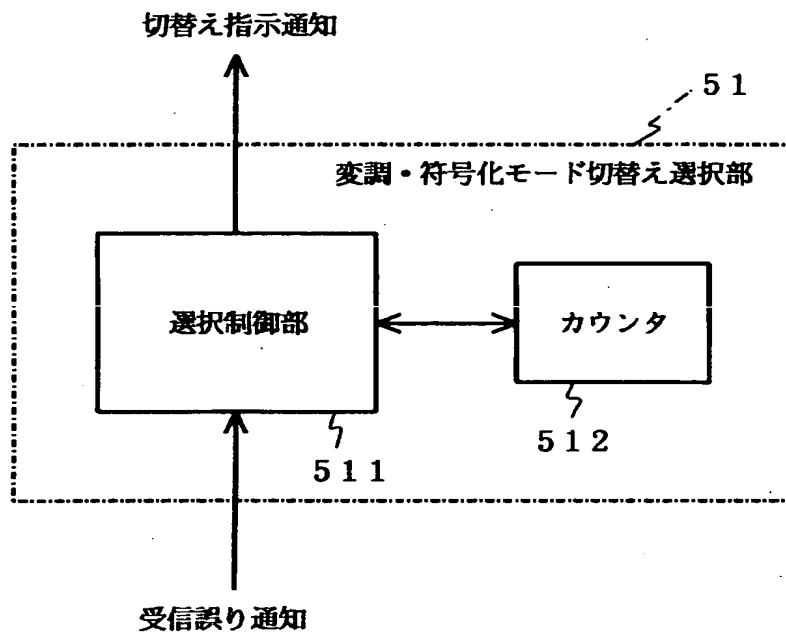 切替え指示通知
５１
変調・符号化モード切替え選択部
選択制御部
カウンタ
５１１
５１２
受信誤り通知